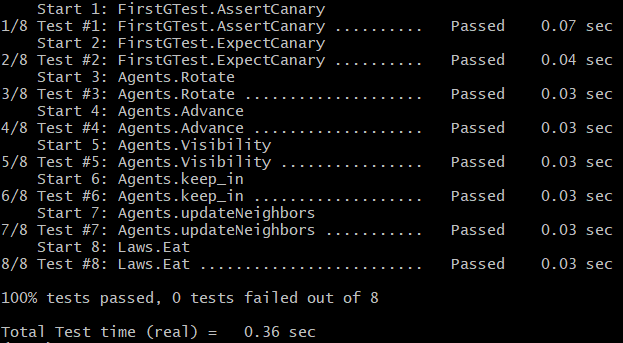 Start 1: FirstGTest.AssertCanary
1/8 Test #1: FirstGTest.AssertCanary ..........   Passed    0.07 sec
    Start 2: FirstGTest.ExpectCanary
2/8 Test #2: FirstGTest.ExpectCanary ..........   Passed    0.04 sec
    Start 3: Agents.Rotate
3/8 Test #3: Agents.Rotate ....................   Passed    0.03 sec
    Start 4: Agents.Advance
4/8 Test #4: Agents.Advance ...................   Passed    0.03 sec
    Start 5: Agents.Visibility
5/8 Test #5: Agents.Visibility ................   Passed    0.03 sec
    Start 6: Agents.keep_in
6/8 Test #6: Agents.keep_in ...................   Passed    0.03 sec
    Start 7: Agents.updateNeighbors
7/8 Test #7: Agents.updateNeighbors ...........   Passed    0.03 sec
    Start 8: Laws.Eat
8/8 Test #8: Laws.Eat .........................   Passed    0.03 sec

100% tests passed, 0 tests failed out of 8

Total Test time (real) =   0.36 sec